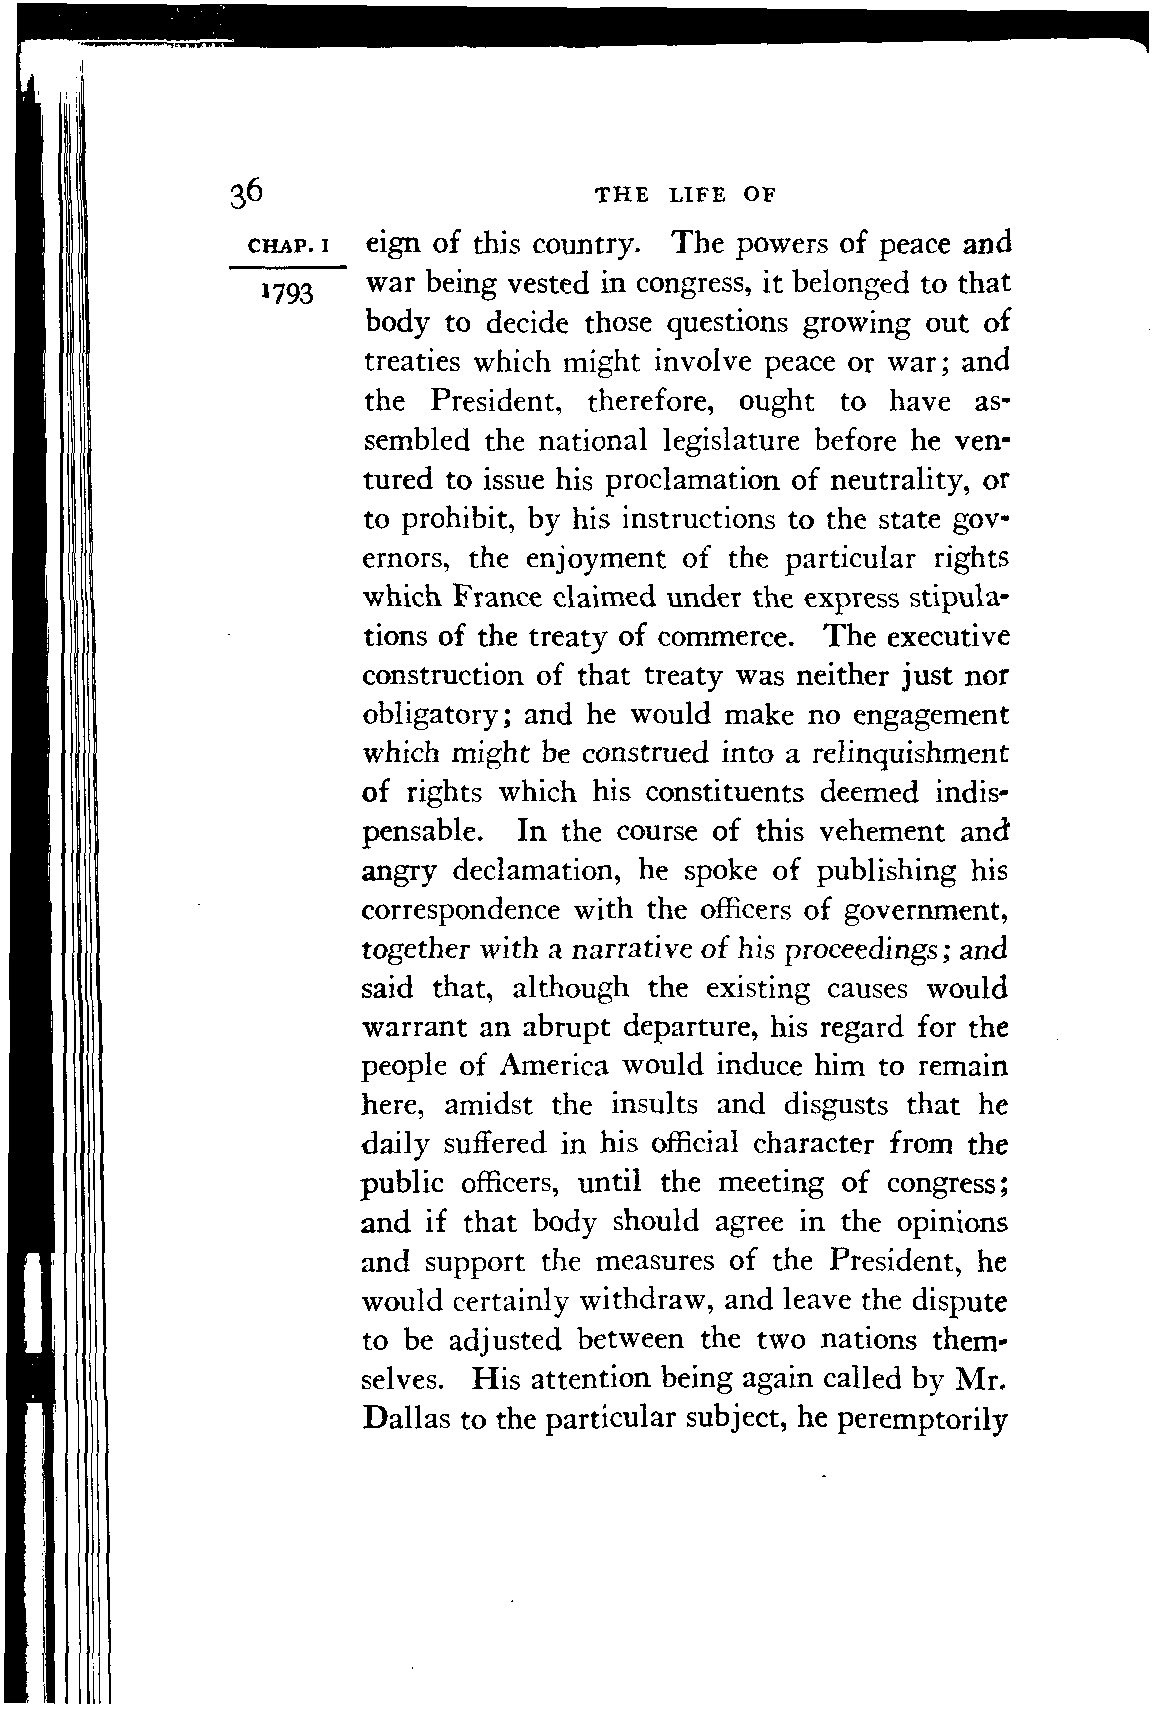 36 THE LIFE OF
CHAP. I eign of this country. The powers of peace and
1793 war being vested in congress, it belonged to that
body to decide those questions growing out of
treaties which might involve peace or war; and
the President, therefore, ought to have as-
sembled the national legislature before he ven-
tured to issue his proclamation of neutrality, or
to prohibit, by his instructions to the state gov-
ernors, the enjoyment of the particular rights
which France claimed under the express stipula-
tions of the treaty of commerce. The executive
construction of that treaty was neither just nor
obligatory; and he would make no engagement
which might be construed into a relinquishment
of rights which his constituents deemed indis-
pensable. In the course of this vehement and
angry declamation, he spoke of publishing his
correspondence with the officers of government,
together with a narrative of his proceedings; and
said that, although the existing causes would
warrant an abrupt departure, his regard for the
people of America would induce him to remain
here, amidst the insults and disgusts that he
daily suffered in his official character from the
public officers, until the meeting of congress;
and if that body should agree in the opinions
and support the measures of the President, he
would certainly withdraw, and leave the dispute
to be adjusted between the two nations them-
selves. His attention being again called by Mr.
Dallas to the particular subject, he peremptorily